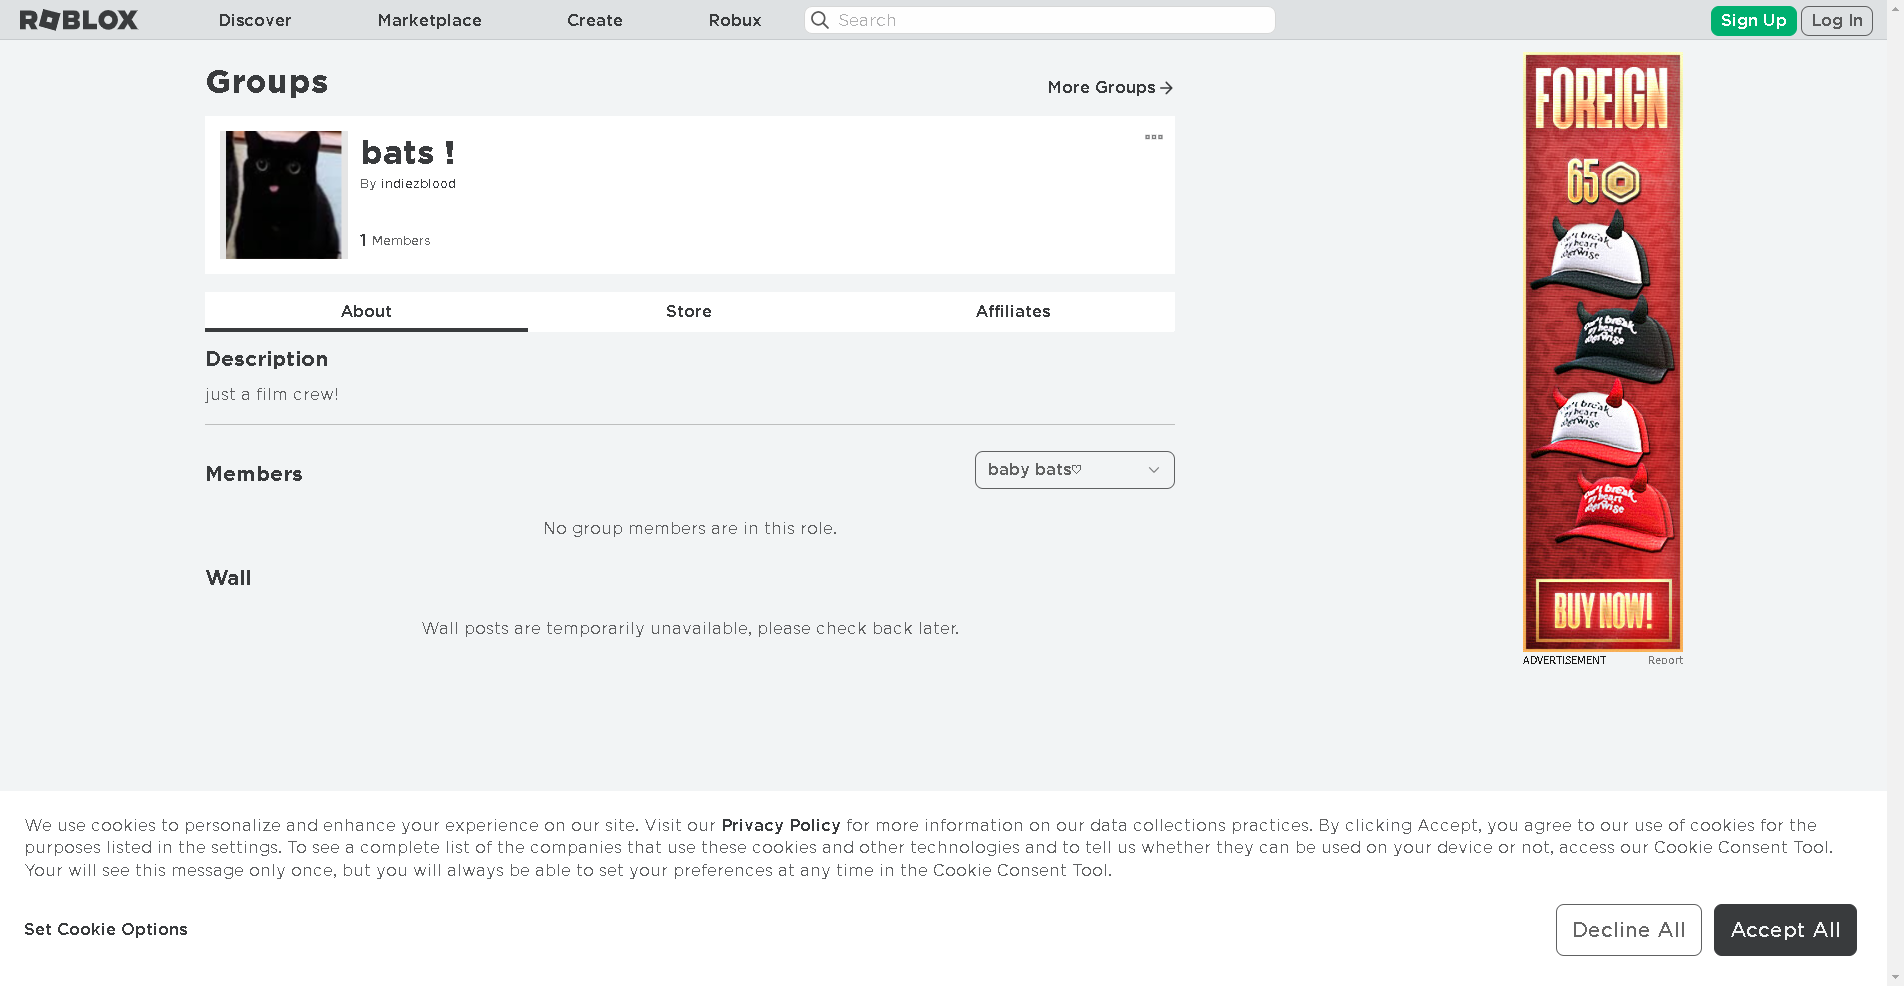 ROBLOX
Discover
Marketplace
Create
Robux
Search
Sign Up
Log In
Groups
More Groups
bats !
By indiezblood
1 Members
About
Store
Affiliates
Description
just a film crew!
Members
baby bats♡
No group members are in this role.
Wall
Wall posts are temporarily unavailable, please check back later.
FOREIGN
65
BUY NOW!
ADVERTISEMENT
Report
We use cookies to personalize and enhance your experience on our site. Visit our Privacy Policy for more information on our data collections practices. By clicking Accept, you agree to our use of cookies for the
purposes listed in the settings. To see a complete list of the companies that use these cookies and other technologies and to tell us whether they can be used on your device or not, access our Cookie Consent Tool.
Your will see this message only once, but you will always be able to set your preferences at any time in the Cookie Consent Tool.
Set Cookie Options
Decline All
Accept All